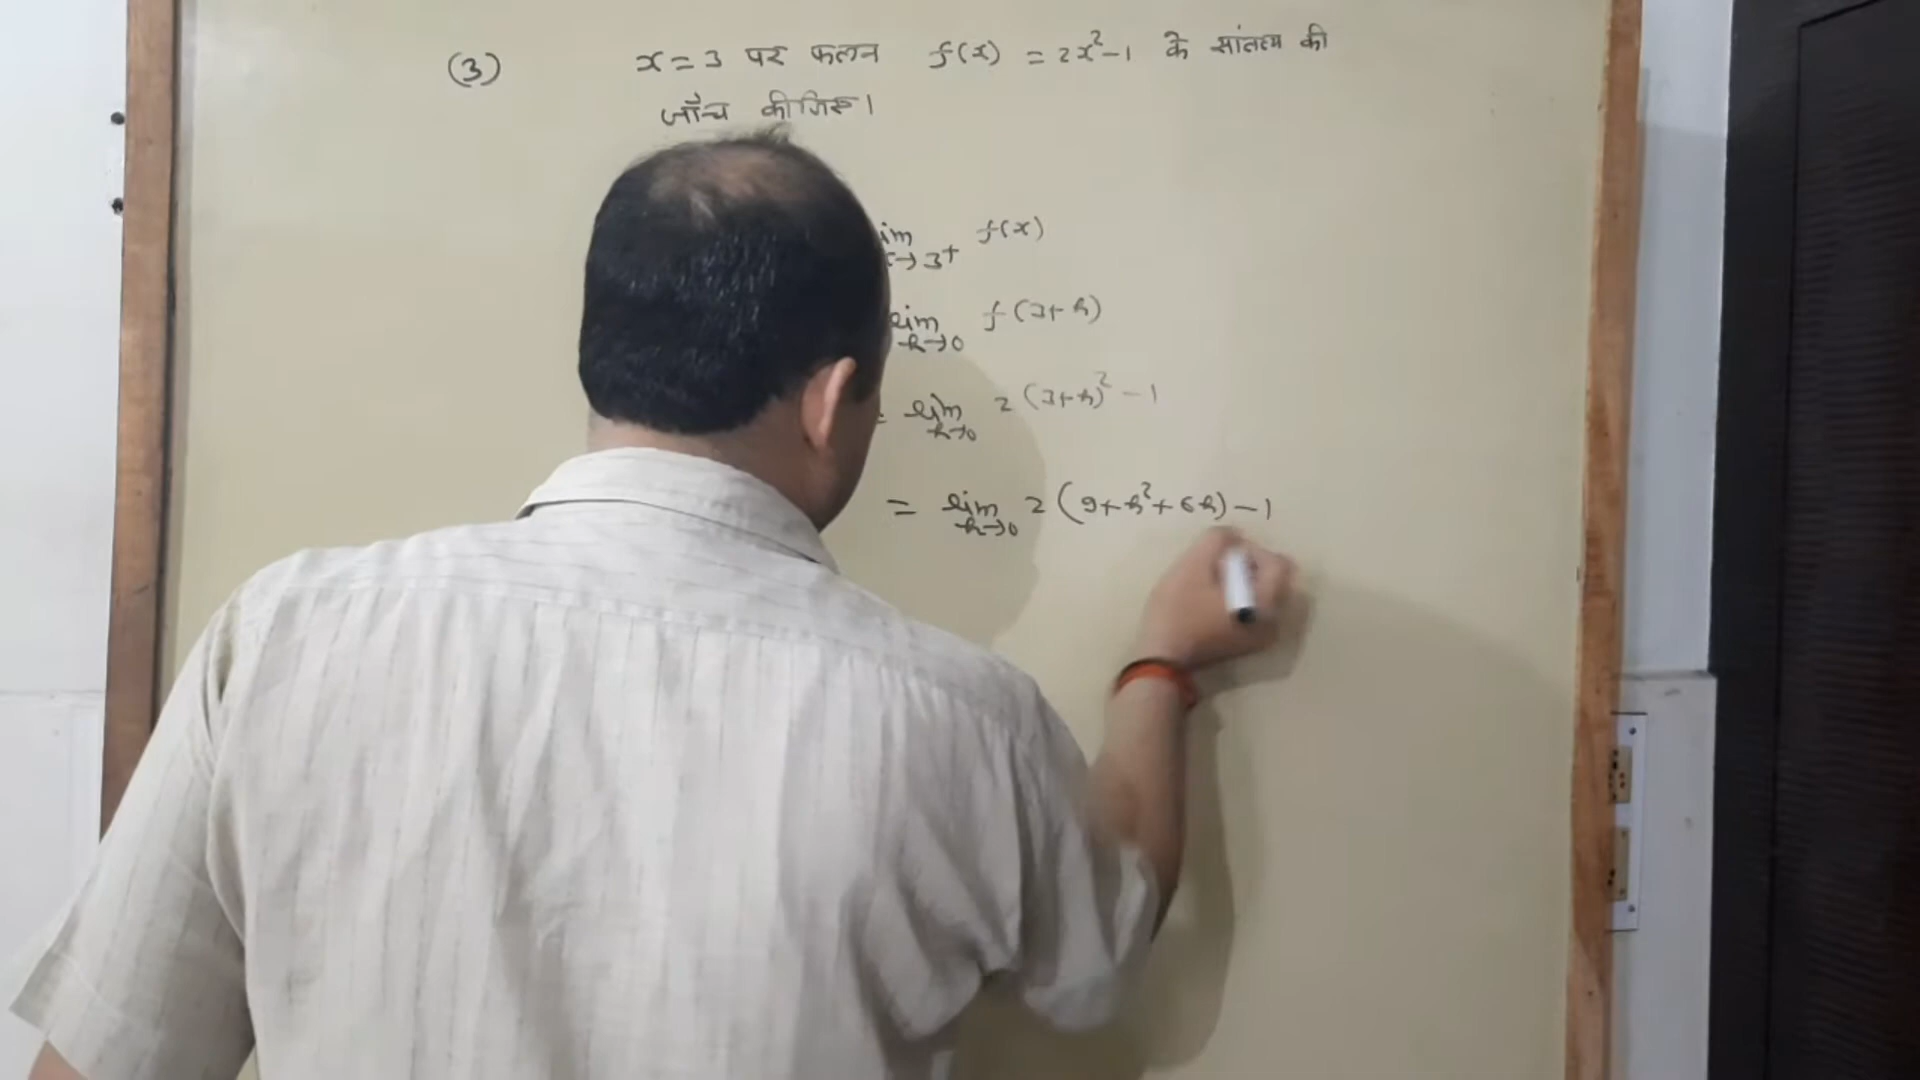 (3) x = 3 पर फलन f(x) = 2x²-1 के सांतत्य की
जाँच कीजिए।
x→3+ f(x)
lim h→0 f(3+h)
= lim h→0 2(3+h)² - 1
= lim h→0 2(9+h²+6h) - 1